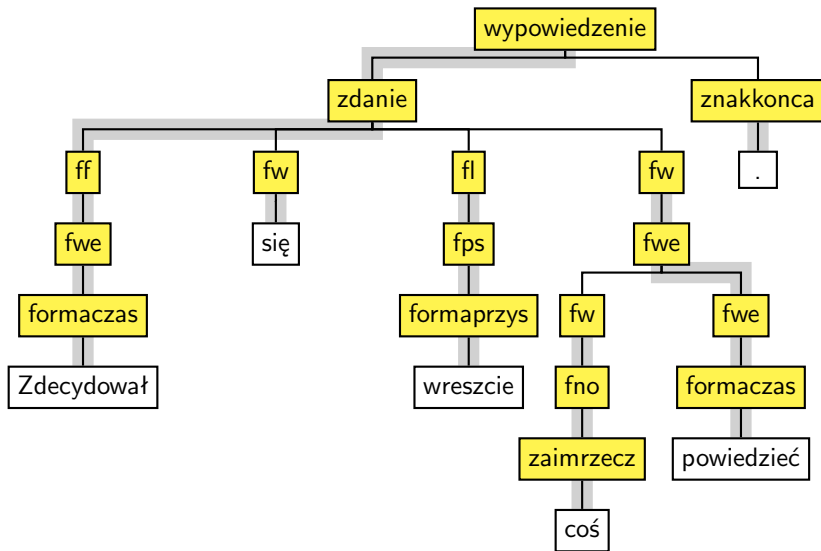 wypowiedzenie
zdanie znakkonca
ff fw fl fw .
fwe się fps fwe
formaczas formaprzys fw fwe
Zdecydował wreszcie fno formaczas
zaimrzecz powiedzieć
coś